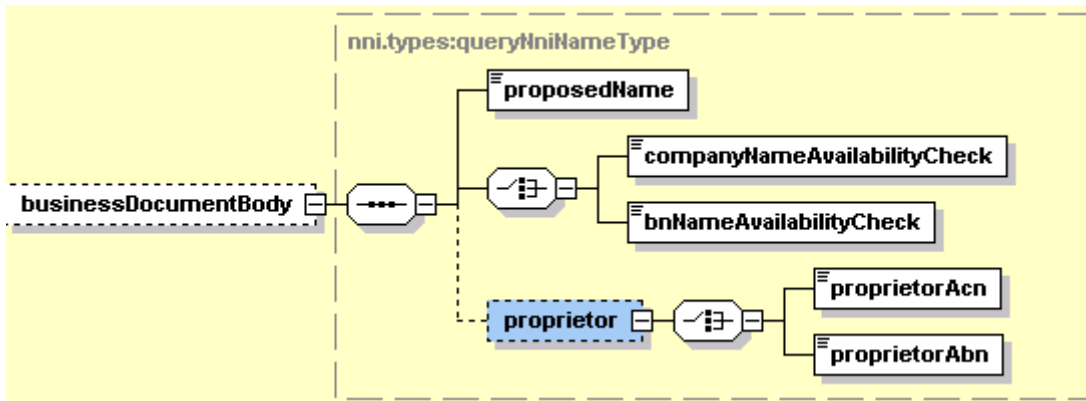 nni.types:queryNniNameType
proposedName
companyNameAvailabilityCheck
businessDocumentBody
bnNameAvailabilityCheck
proprietorAcn
proprietor
proprietorAbn